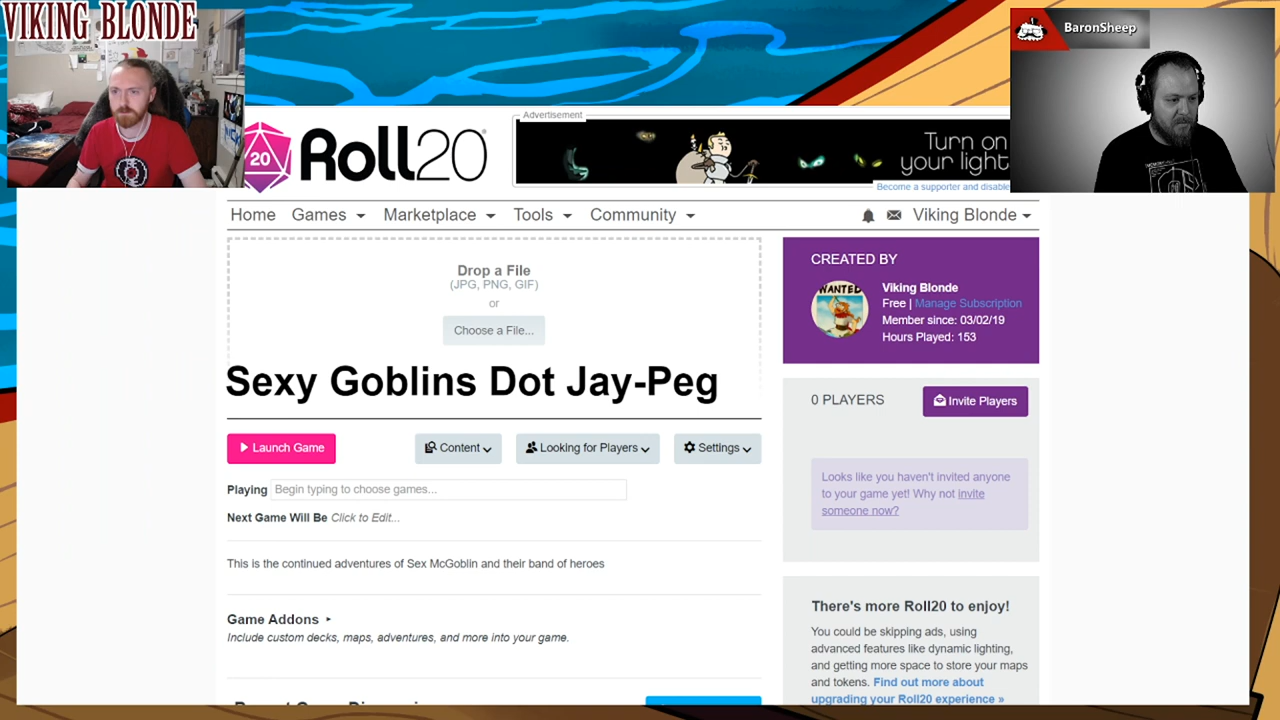 VIKING BLONDE
BaronSheep
Advertisement
20
Roll20
Turn on
your light
Become a supporter and disable
Home Games Marketplace Tools Community Viking Blonde
Drop a File
(JPG, PNG, GIF)
or
Choose a File...
Sexy Goblins Dot Jay-Peg
Launch Game Content Looking for Players Settings
Playing Begin typing to choose games...
Next Game Will Be Click to Edit...
This is the continued adventures of Sex McGoblin and their band of heroes
Game Addons
Include custom decks, maps, adventures, and more into your game.
CREATED BY
WANTED
Viking Blonde
Free | Manage Subscription
Member since: 03/02/19
Hours Played: 153
0 PLAYERS Invite Players
Looks like you haven't invited anyone
to your game yet! Why not invite
someone now?
There's more Roll20 to enjoy!
You could be skipping ads, using
advanced features like dynamic lighting,
and getting more space to store your maps
and tokens. Find out more about
upgrading your Roll20 experience »